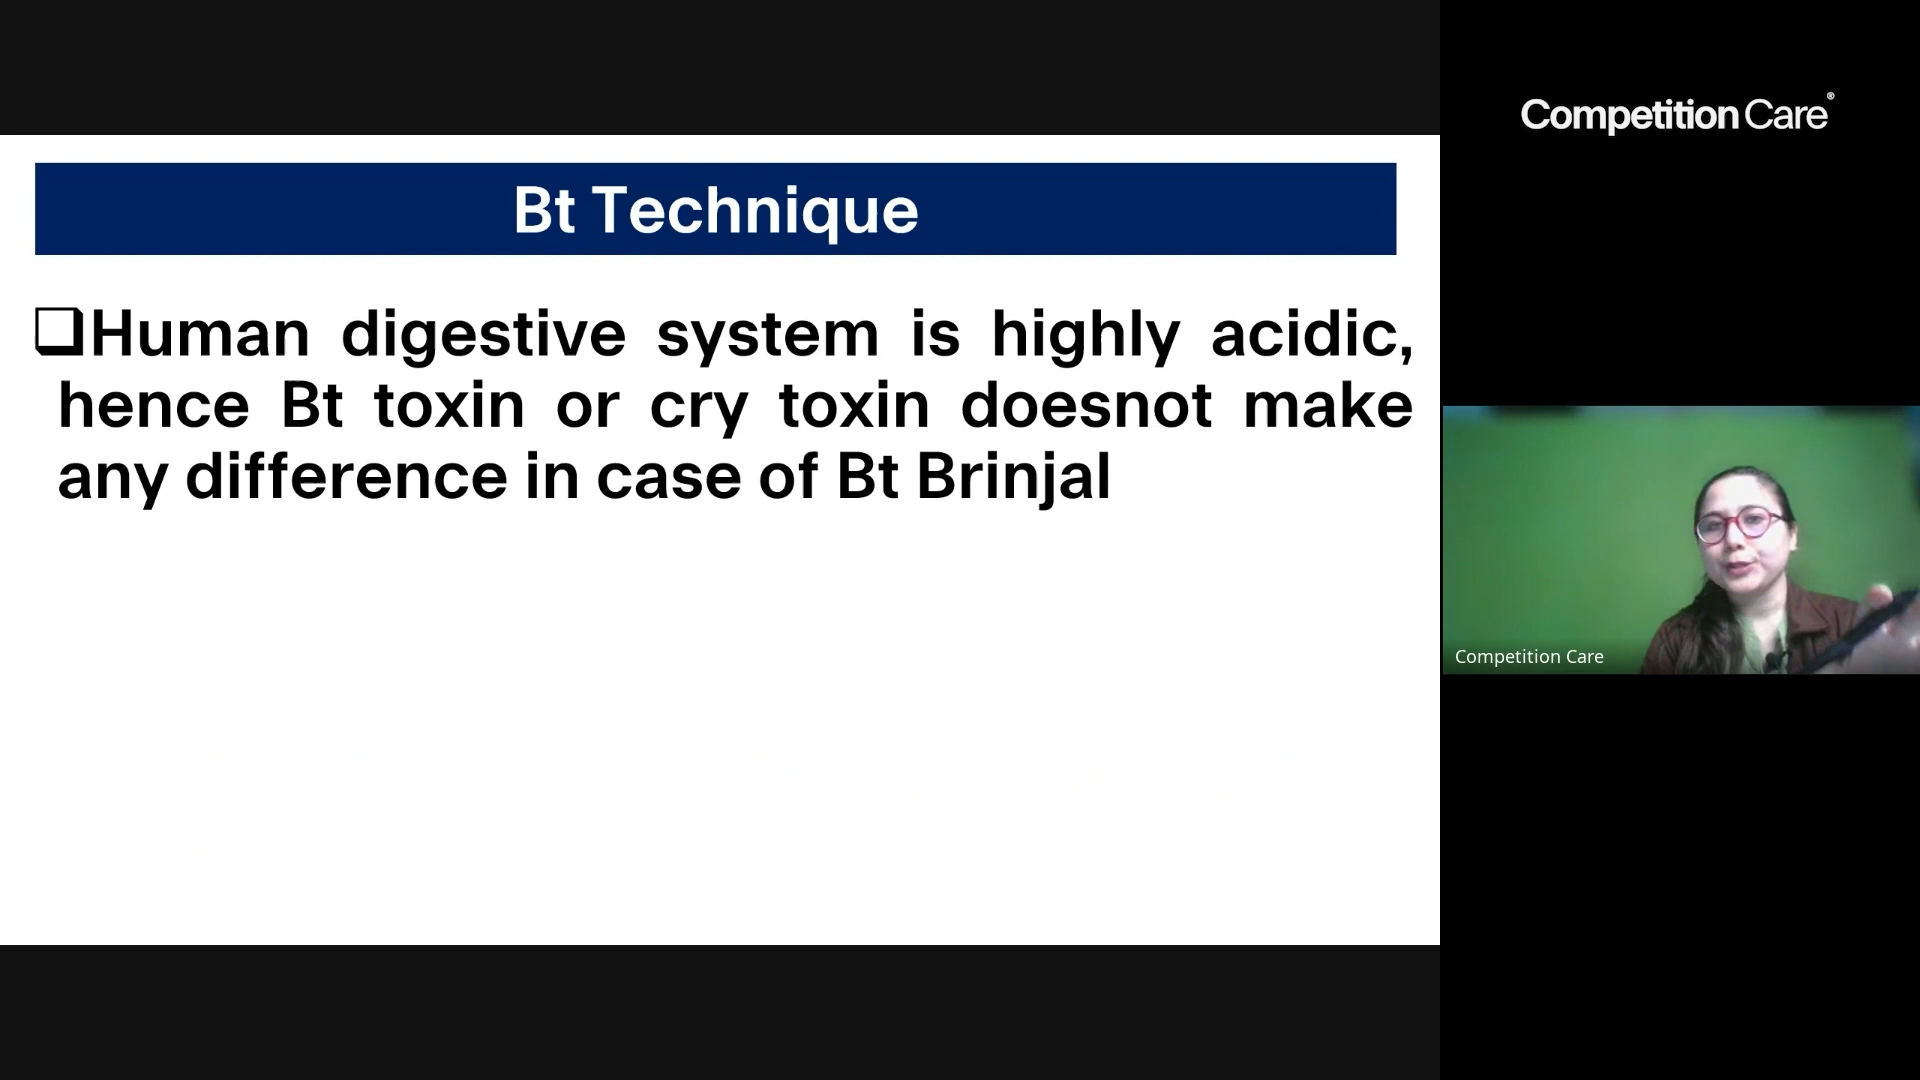 Bt Technique
❑Human digestive system is highly acidic,
hence Bt toxin or cry toxin doesnot make
any difference in case of Bt Brinjal
Competition Care®
Competition Care